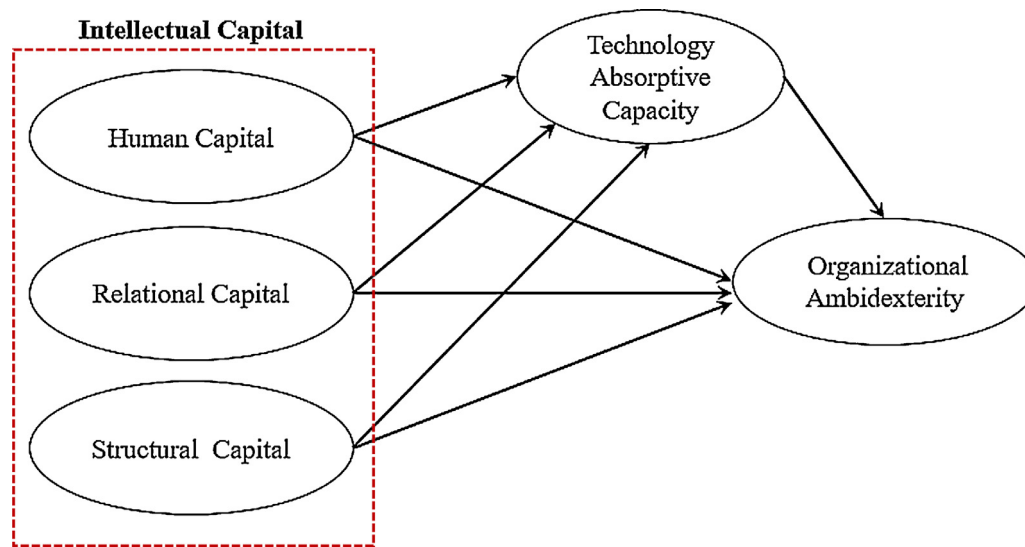 Intellectual Capital
Human Capital
Relational Capital
Structural Capital
Technology
Absorptive
Capacity
Organizational
Ambidexterity